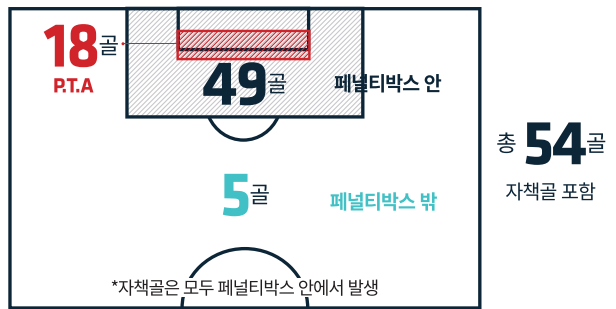 18골
P.T.A
49골
페널티박스 안
총 54골
자책골 포함
5골
페널티박스 밖
*자책골은 모두 페널티박스 안에서 발생